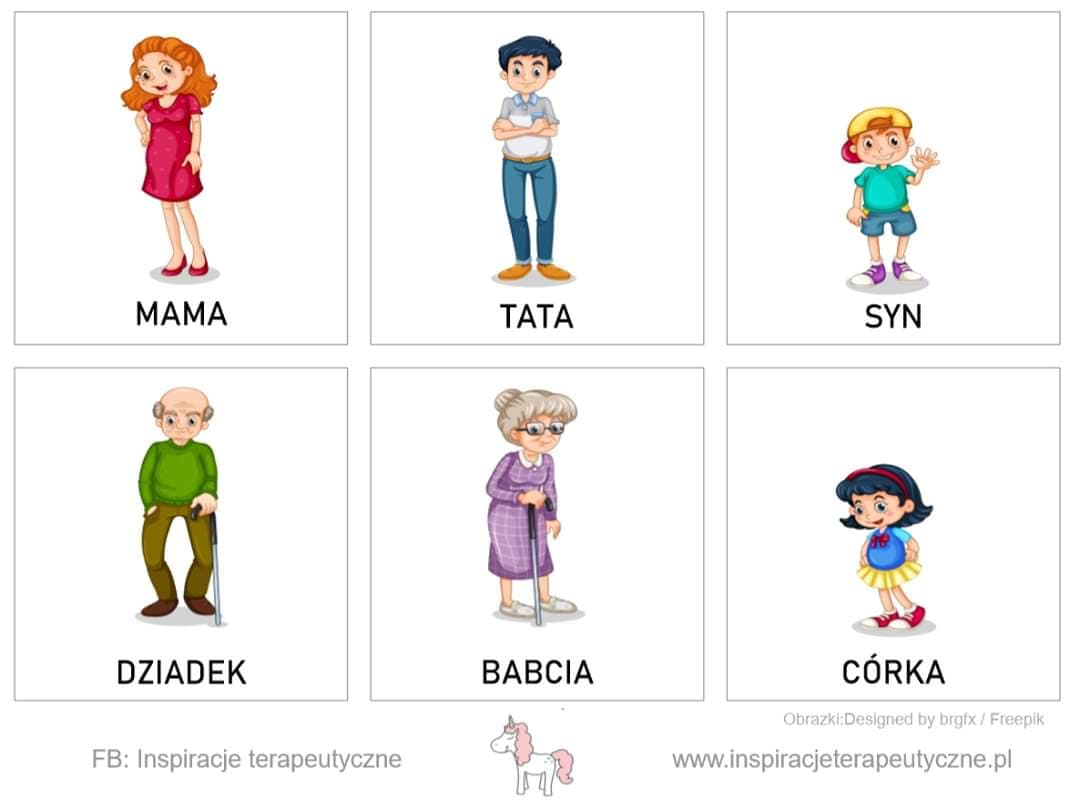 MAMA
TATA
SYN
DZIADEK
BABCIA
CÓRKA
Obrazki:Designed by brgfx / Freepik
FB: Inspiracje terapeutyczne
www.inspiracjeterapeutyczne.pl